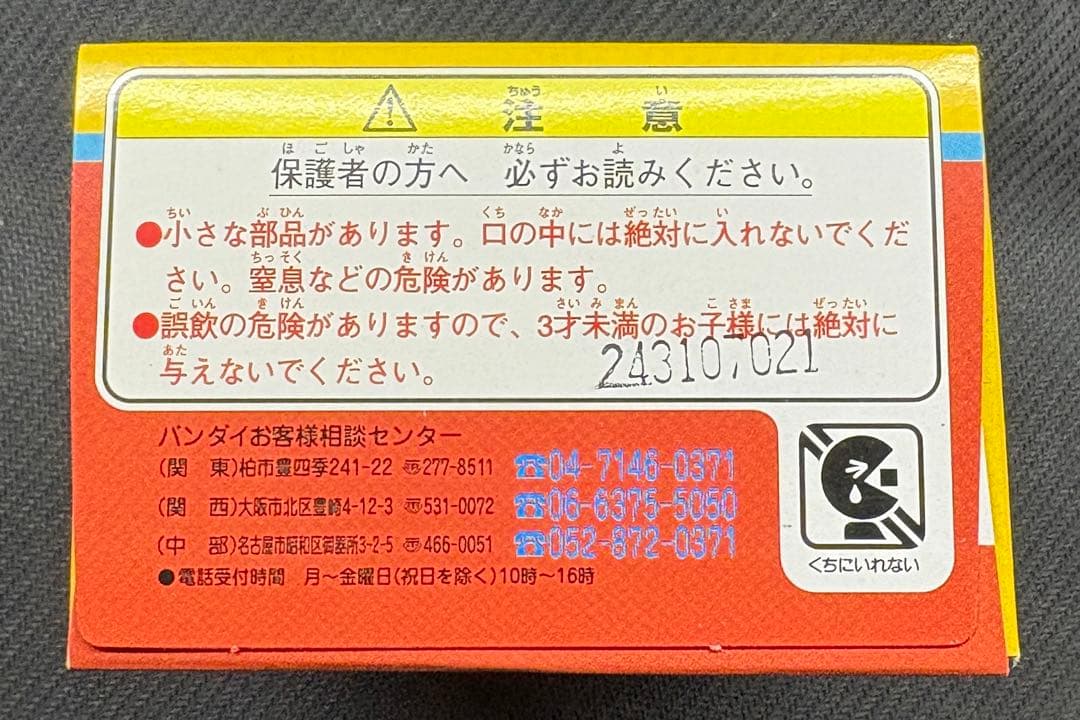 注意
保護者の方へ 必ずお読みください。
●小さな部品があります。口の中には絶対に入れないでくだ
さい。窒息などの危険があります。
●誤飲の危険がありますので、3才未満のお子様には絶対に
与えないでください。
243107021
バンダイお客様相談センター
(関 東)柏市豊四季241-22 〠277-8511 ☎04-7146-0371
(関 西)大阪市北区豊崎4-12-3 〠531-0072 ☎06-6375-5050
(中 部)名古屋市昭和区御器所3-2-5 〠466-0051 ☎052-872-0371
●電話受付時間 月～金曜日(祝日を除く)10時～16時
くちにいれない